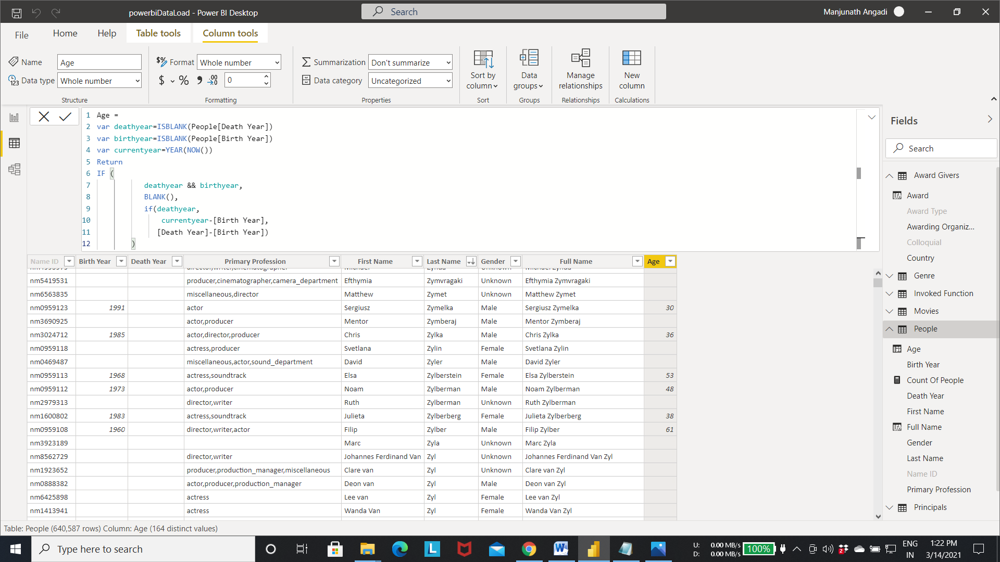 powerbiDataLoad - Power BI Desktop
Search
Manjunath Angadi
File
Home
Help
Table tools
Column tools
Name
Age
Data type
Whole number
Structure
$% Format
Whole number
$ % 9 .00
0
Formatting
Summarization
Don't summarize
Data category
Uncategorized
Properties
Sort by
column
Sort
Data
groups
Groups
Manage
relationships
Relationships
New
column
Calculations
1 Age =
2 var deathyear=ISBLANK(People[Death Year])
3 var birthyear=ISBLANK(People[Birth Year])
4 var currentyear=YEAR(NOW())
5 Return
6 IF (
7 deathyear && birthyear,
8 BLANK(),
9 if(deathyear,
10 currentyear-[Birth Year],
11 [Death Year]-[Birth Year])
12 )
Name ID Birth Year Death Year Primary Profession First Name Last Name Gender Full Name Age
nm5419531 producer,cinematographer,camera_department Efthymia Zymvragaki Unknown Efthymia Zymvragaki
nm6563835 miscellaneous,director Matthew Zymet Unknown Matthew Zymet
nm0959123 1991 actor Sergiusz Zymelka Male Sergiusz Zymelka 30
nm3690925 actor,producer Mentor Zymberaj Male Mentor Zymberaj
nm3024712 1985 actor,director,producer Chris Zylka Male Chris Zylka 36
nm0959118 actress,producer Svetlana Zylin Female Svetlana Zylin
nm0469487 miscellaneous,actor,sound_department David Zyler Male David Zyler
nm0959113 1968 actress,soundtrack Elsa Zylberstein Female Elsa Zylberstein 53
nm0959112 1973 actor,producer Noam Zylberman Male Noam Zylberman 48
nm2979313 director,writer Ruth Zylberman Unknown Ruth Zylberman
nm1600802 1983 actress,soundtrack Julieta Zylberberg Female Julieta Zylberberg 38
nm0959108 1960 director,writer,actor Filip Zylber Male Filip Zylber 61
nm3923189 Marc Zyla Unknown Marc Zyla
nm8562729 director,writer Johannes Ferdinand Van Zyl Unknown Johannes Ferdinand Van Zyl
nm1923652 producer,production_manager,miscellaneous Clare van Zyl Unknown Clare van Zyl
nm0888382 actor,producer,production_manager Deon van Zyl Male Deon van Zyl
nm6425898 actress Lee van Zyl Female Lee van Zyl
nm1413941 actress Wanda Van Zyl Female Wanda Van Zyl
Fields
Search
Award Givers
Award
Award Type
Awarding Organiz...
Colloquial
Country
Genre
Invoked Function
Movies
People
Age
Birth Year
Count Of People
Death Year
First Name
Full Name
Gender
Last Name
Name ID
Primary Profession
Principals
Table: People (640,587 rows) Column: Age (164 distinct values)
Type here to search
U: 0.00 MB/s
D: 0.00 MB/s
100%
2
ENG
IN
1:22 PM
3/14/2021